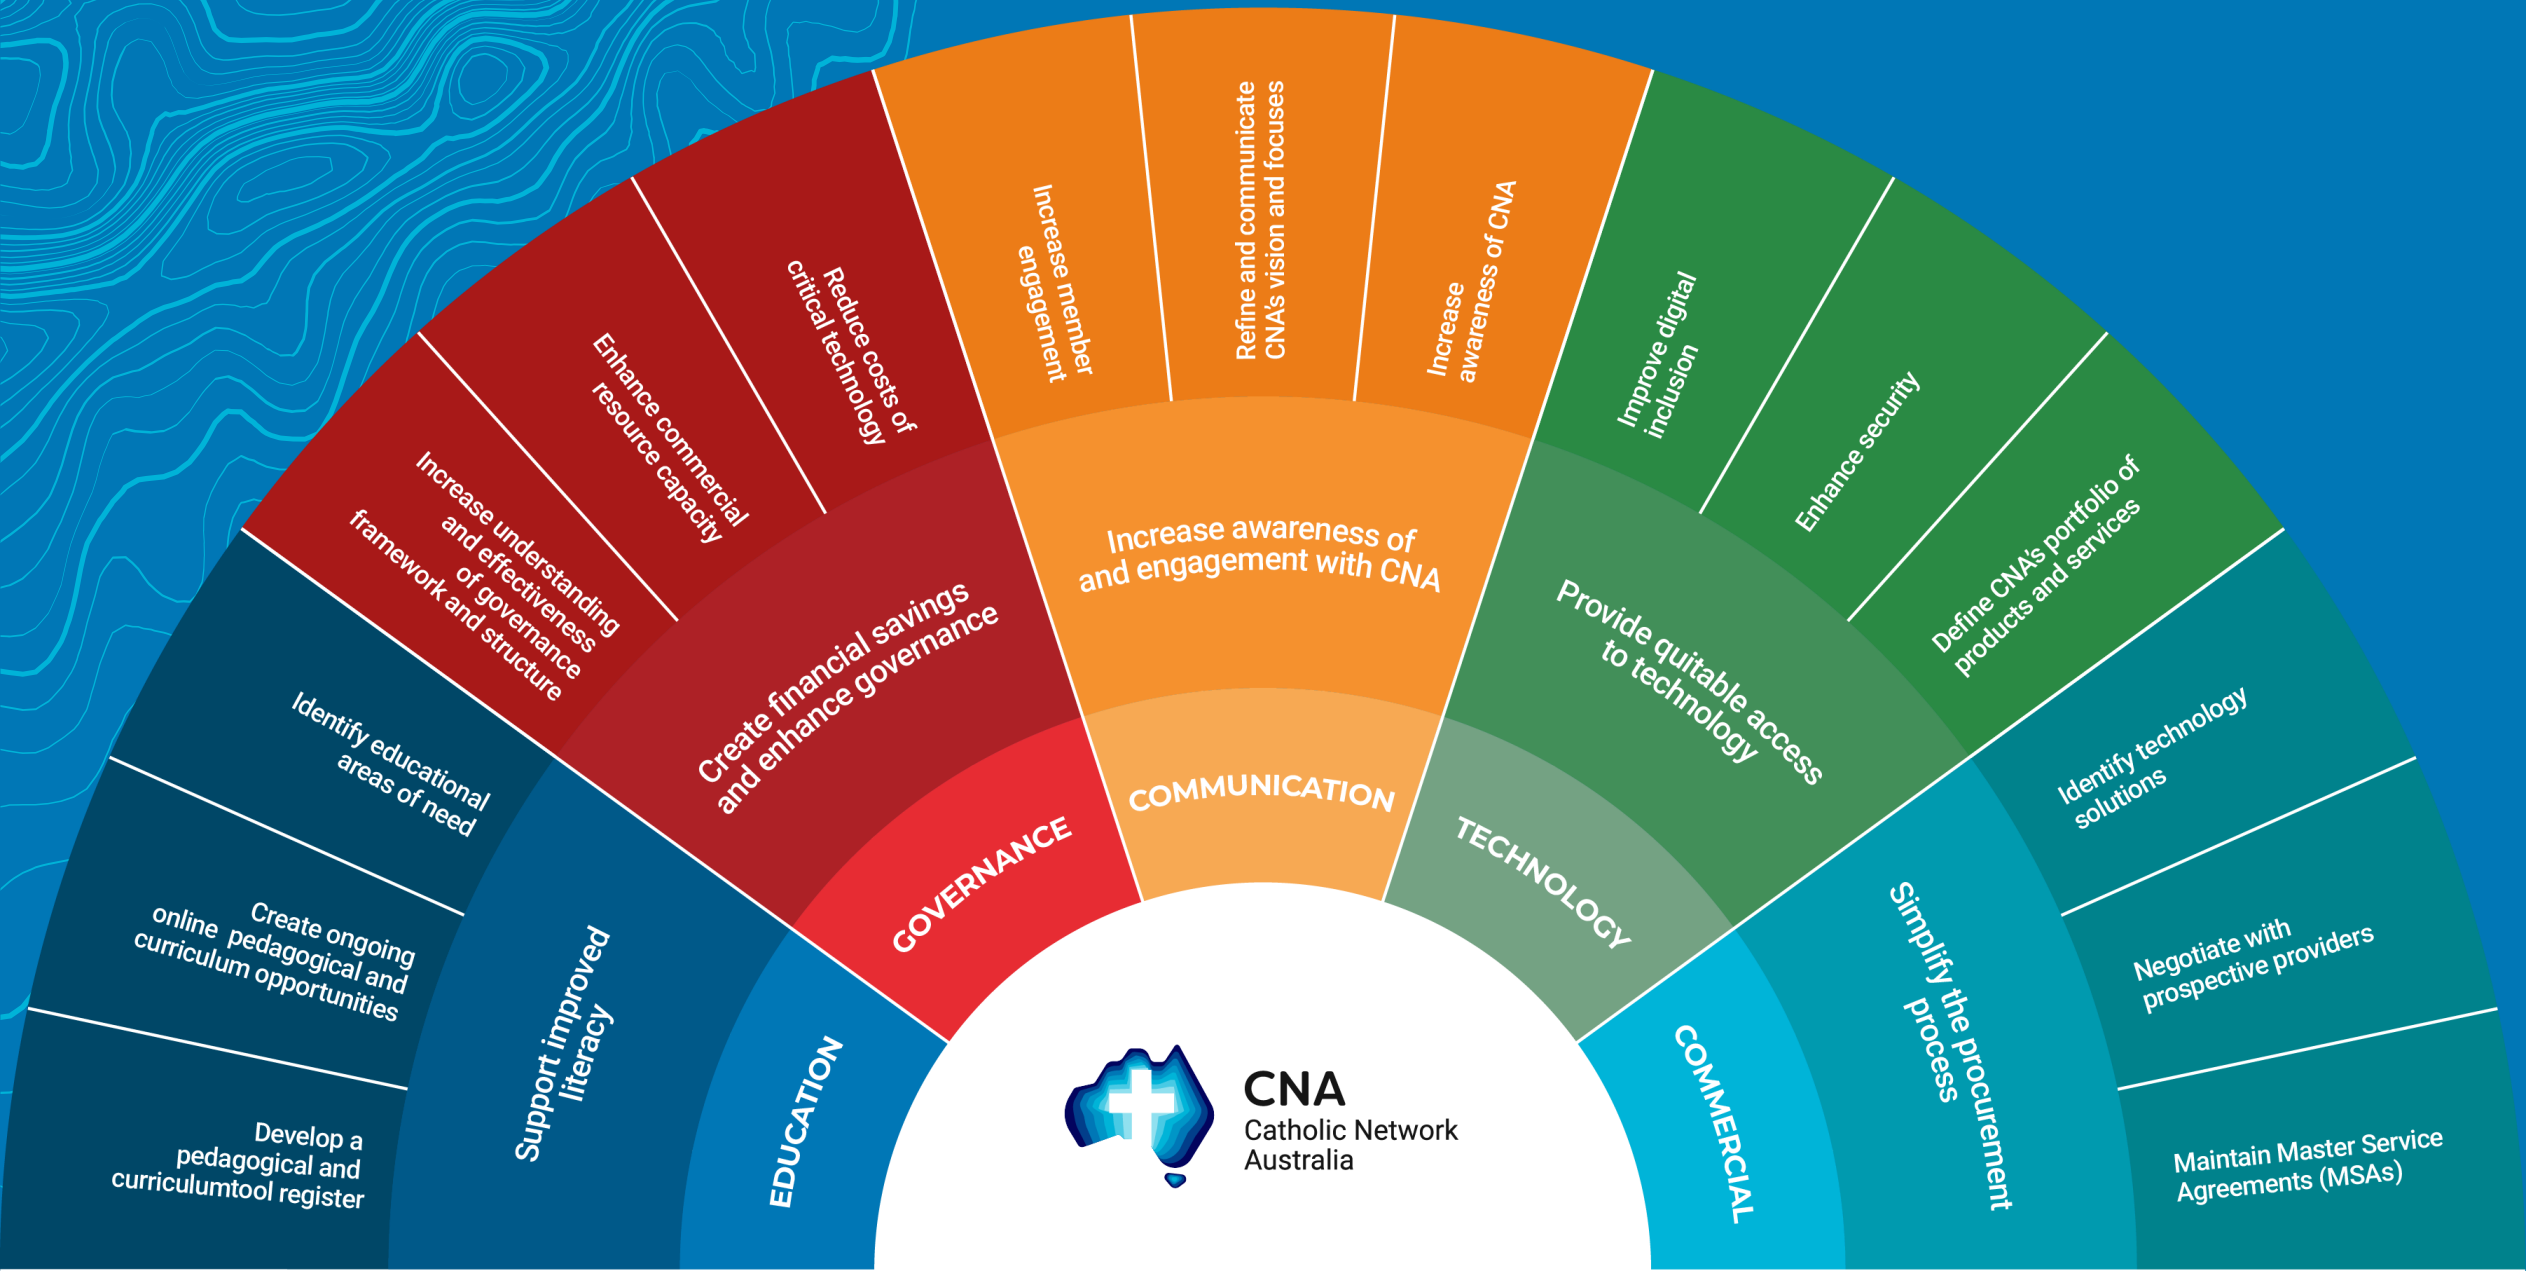 EDUCATION
Support improved
literacy
Develop a
pedagogical and
curriculumtool register
Create ongoing
online pedagogical and
curriculum opportunities
Identify educational
areas of need
GOVERNANCE
Create financial savings
and enhance governance
Increase understanding
and effectiveness
of governance
framework and structure
Enhance commercial
resource capacity
Reduce costs of
critical technology
COMMUNICATION
Increase awareness of
and engagement with CNA
Increase member
engagement
Refine and communicate
CNA's vision and focuses
Increase
awareness of CNA
TECHNOLOGY
Provide quitable access
to technology
Improve digital
inclusion
Enhance security
Define CNA's portfolio of
products and services
COMMERCIAL
Simplify the procurement
process
Identify technology
solutions
Negotiate with
prospective providers
Maintain Master Service
Agreements (MSAs)
CNA
Catholic Network
Australia